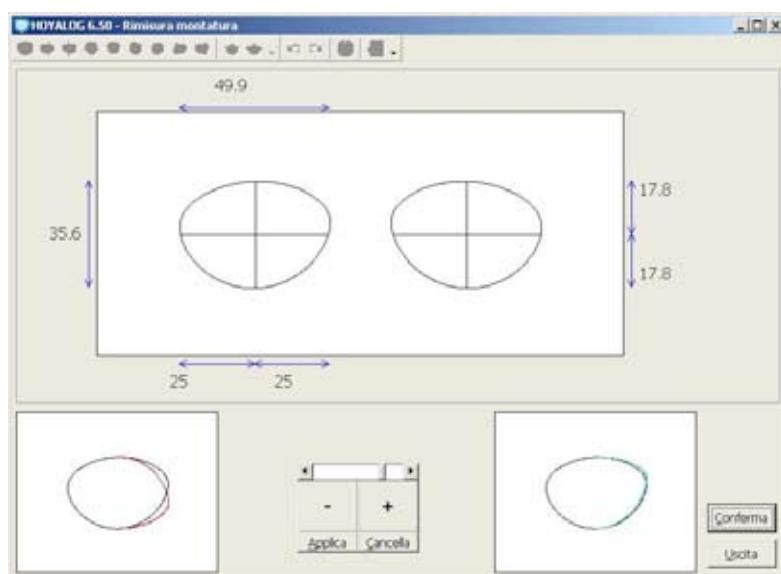 HOYALOG 6.50 - Rimisura montatura
49.9
35.6
17.8
17.8
25 25
- +
Applica Cancella
Conferma
Uscita